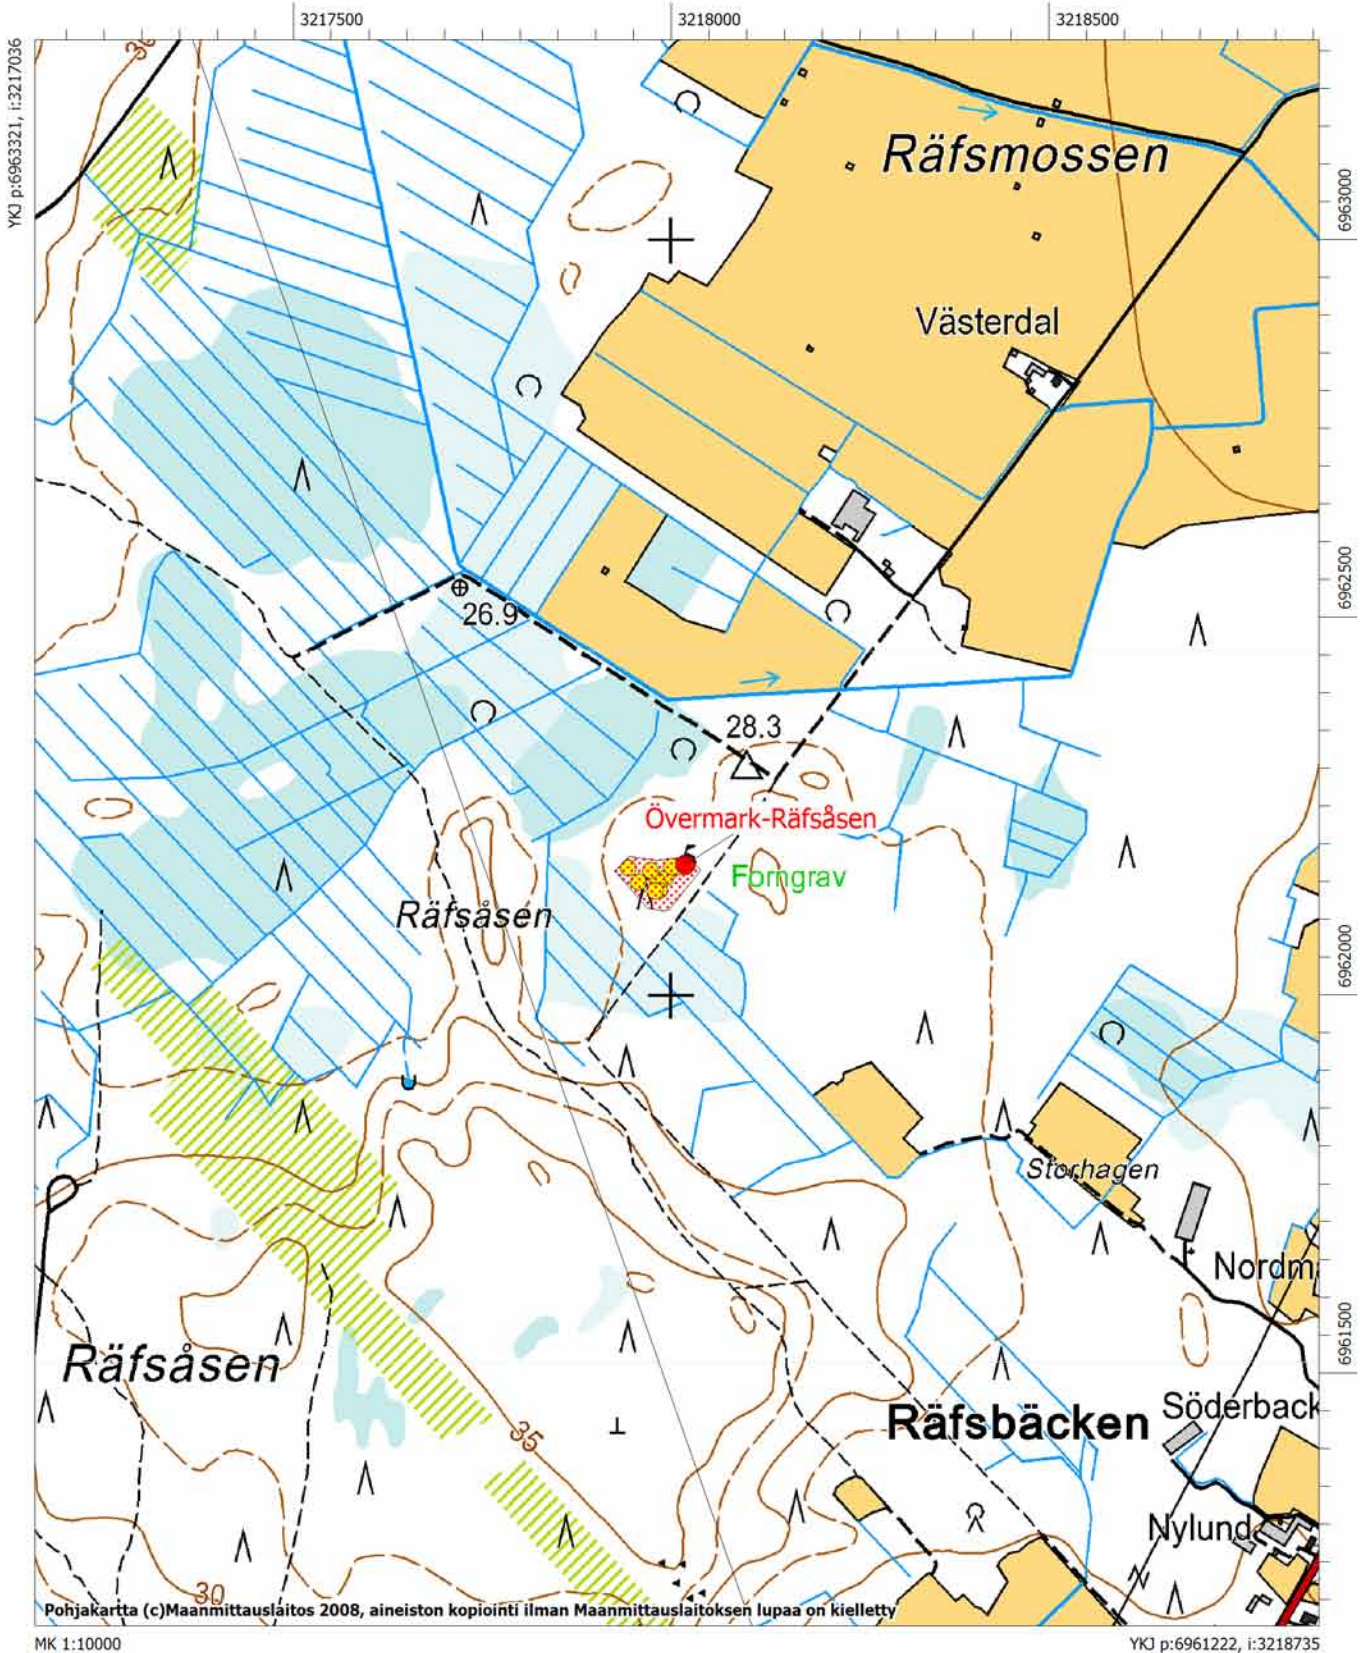 3217500
3218000
3218500
YKJ p:6963321, i:3217036
Räfsmossen
6963000
Västerdal
6962500
26.9
28.3
Övermark-Räfsåsen
Forngrav
Räfsåsen
6962000
Storhagen
Nordm
Räfsåsen
6961500
Räfsbäcken
Söderback
35
Nylund
30
Pohjakartta (c)Maanmittauslaitos 2008, aineiston kopiointi ilman Maanmittauslaitoksen lupaa on kielletty
MK 1:10000
YKJ p:6961222, i:3218735